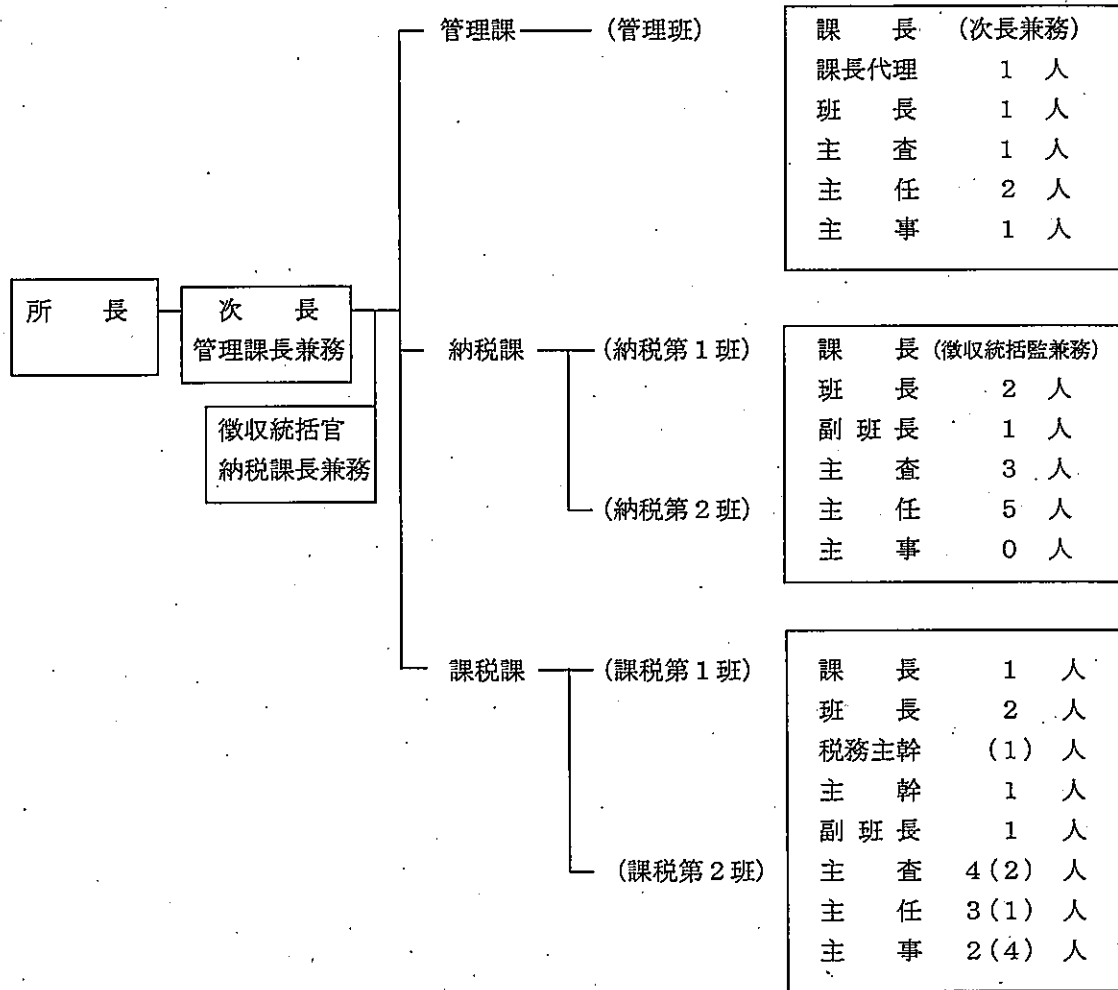 管理課 (管理班)
課長 (次長兼務)
課長代理 1 人
班長 1 人
主査 1 人
主任 2 人
主事 1 人
所長
次長
管理課長兼務
徴収統括官
納税課長兼務
納税課 (納税第1班)
(納税第2班)
課長 (徴収統括監兼務)
班長 2 人
副班長 1 人
主査 3 人
主任 5 人
主事 0 人
課税課 (課税第1班)
(課税第2班)
課長 1 人
班長 2 人
税務主幹 (1) 人
主幹 1 人
副班長 1 人
主査 4(2) 人
主任 3(1) 人
主事 2(4) 人